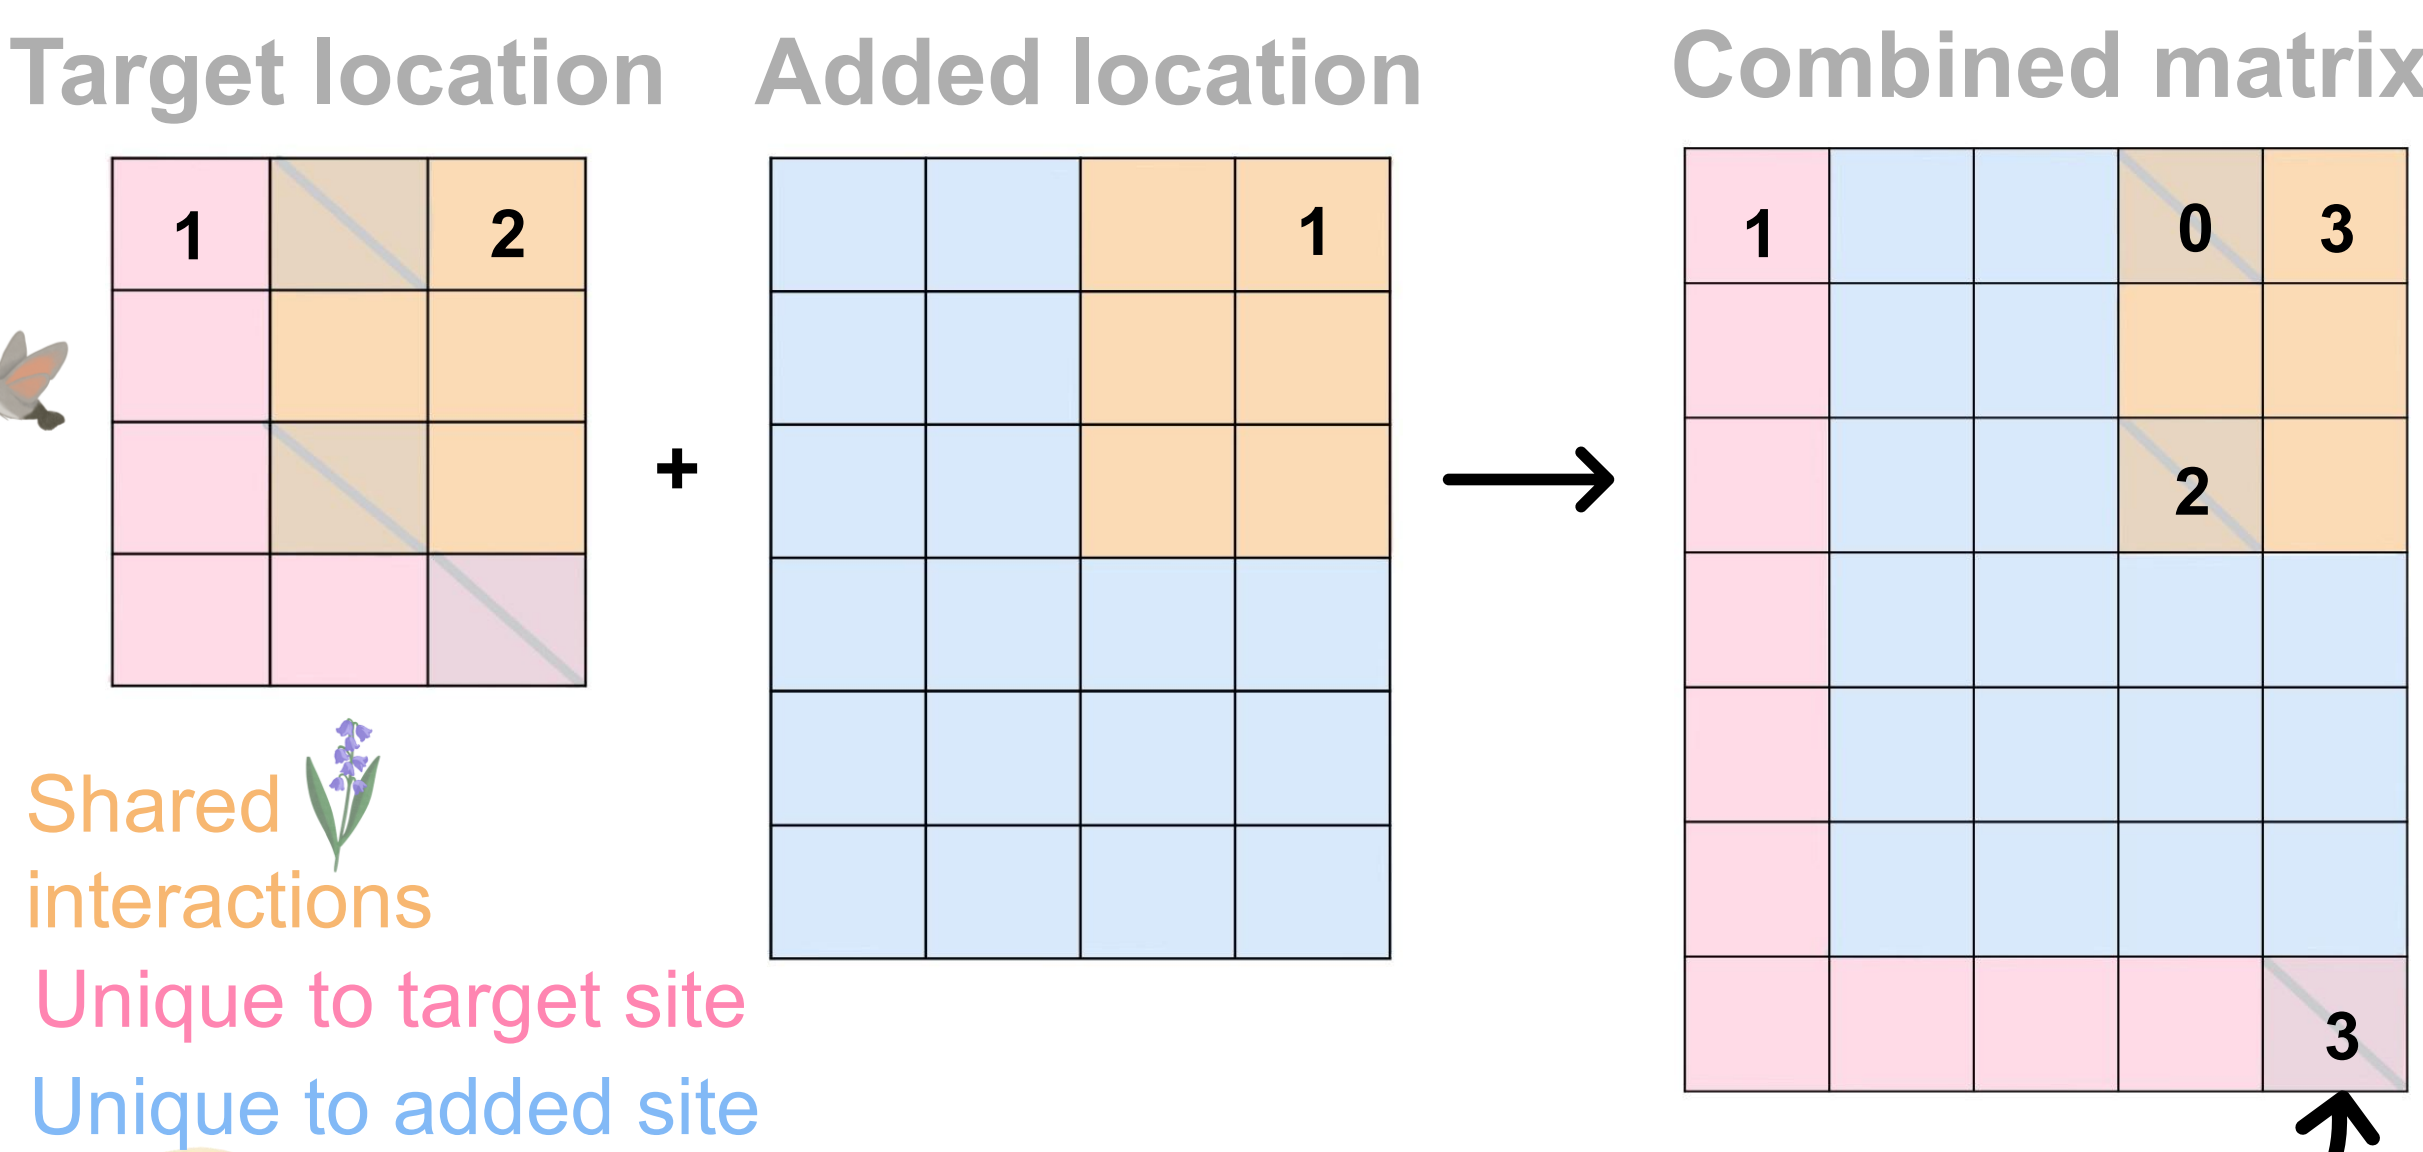 Target location
Added location
Combined matrix
1 2
1
1 0 3
2
+
3
Shared
interactions
Unique to target site
Unique to added site